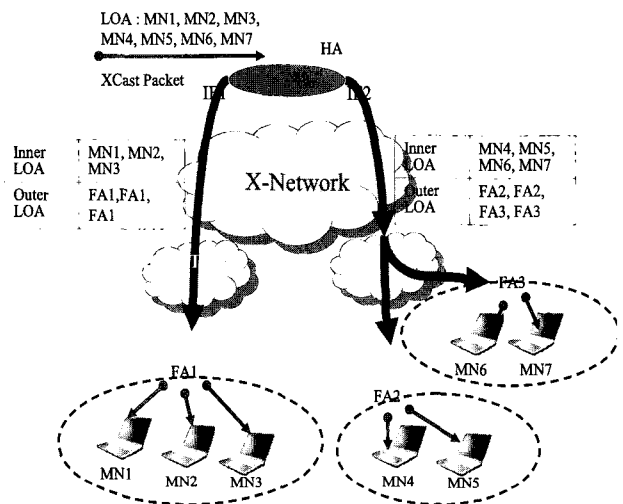 LOA : MN1, MN2, MN3,
MN4, MN5, MN6, MN7
HA
XCast Packet
IF1
IF2
Inner
LOA
MN1, MN2,
MN3
Outer
LOA
FA1,FA1,
FA1
X-Network
Inner
LOA
MN4, MN5,
MN6, MN7
Outer
LOA
FA2, FA2,
FA3, FA3
FA3
MN6
MN7
FA1
MN1
MN2
MN3
FA2
MN4
MN5